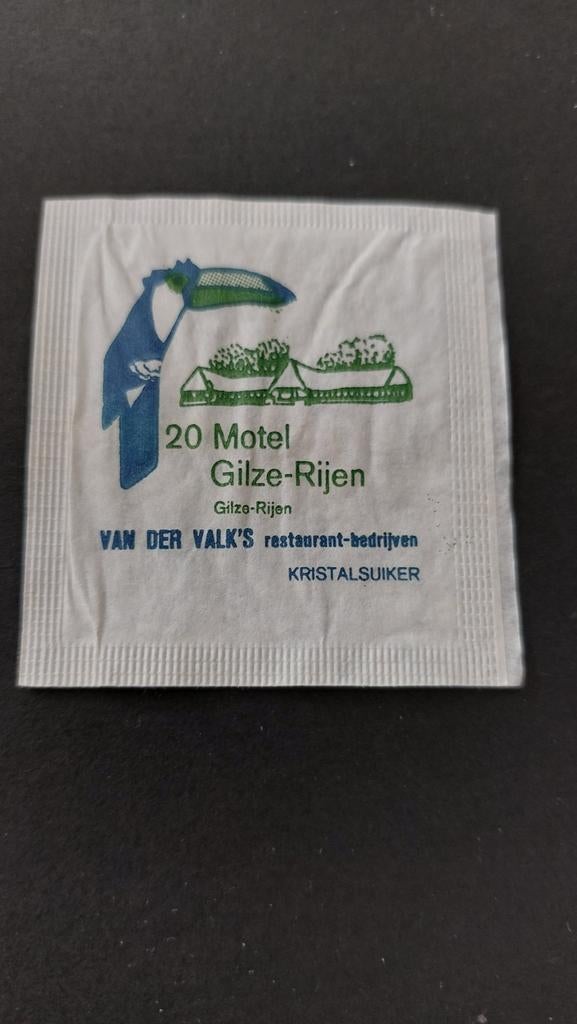 20 Motel
Gilze-Rijen
Gilze-Rijen
VAN DER VALK'S restaurant-bedrijven
KRISTALSUIKER